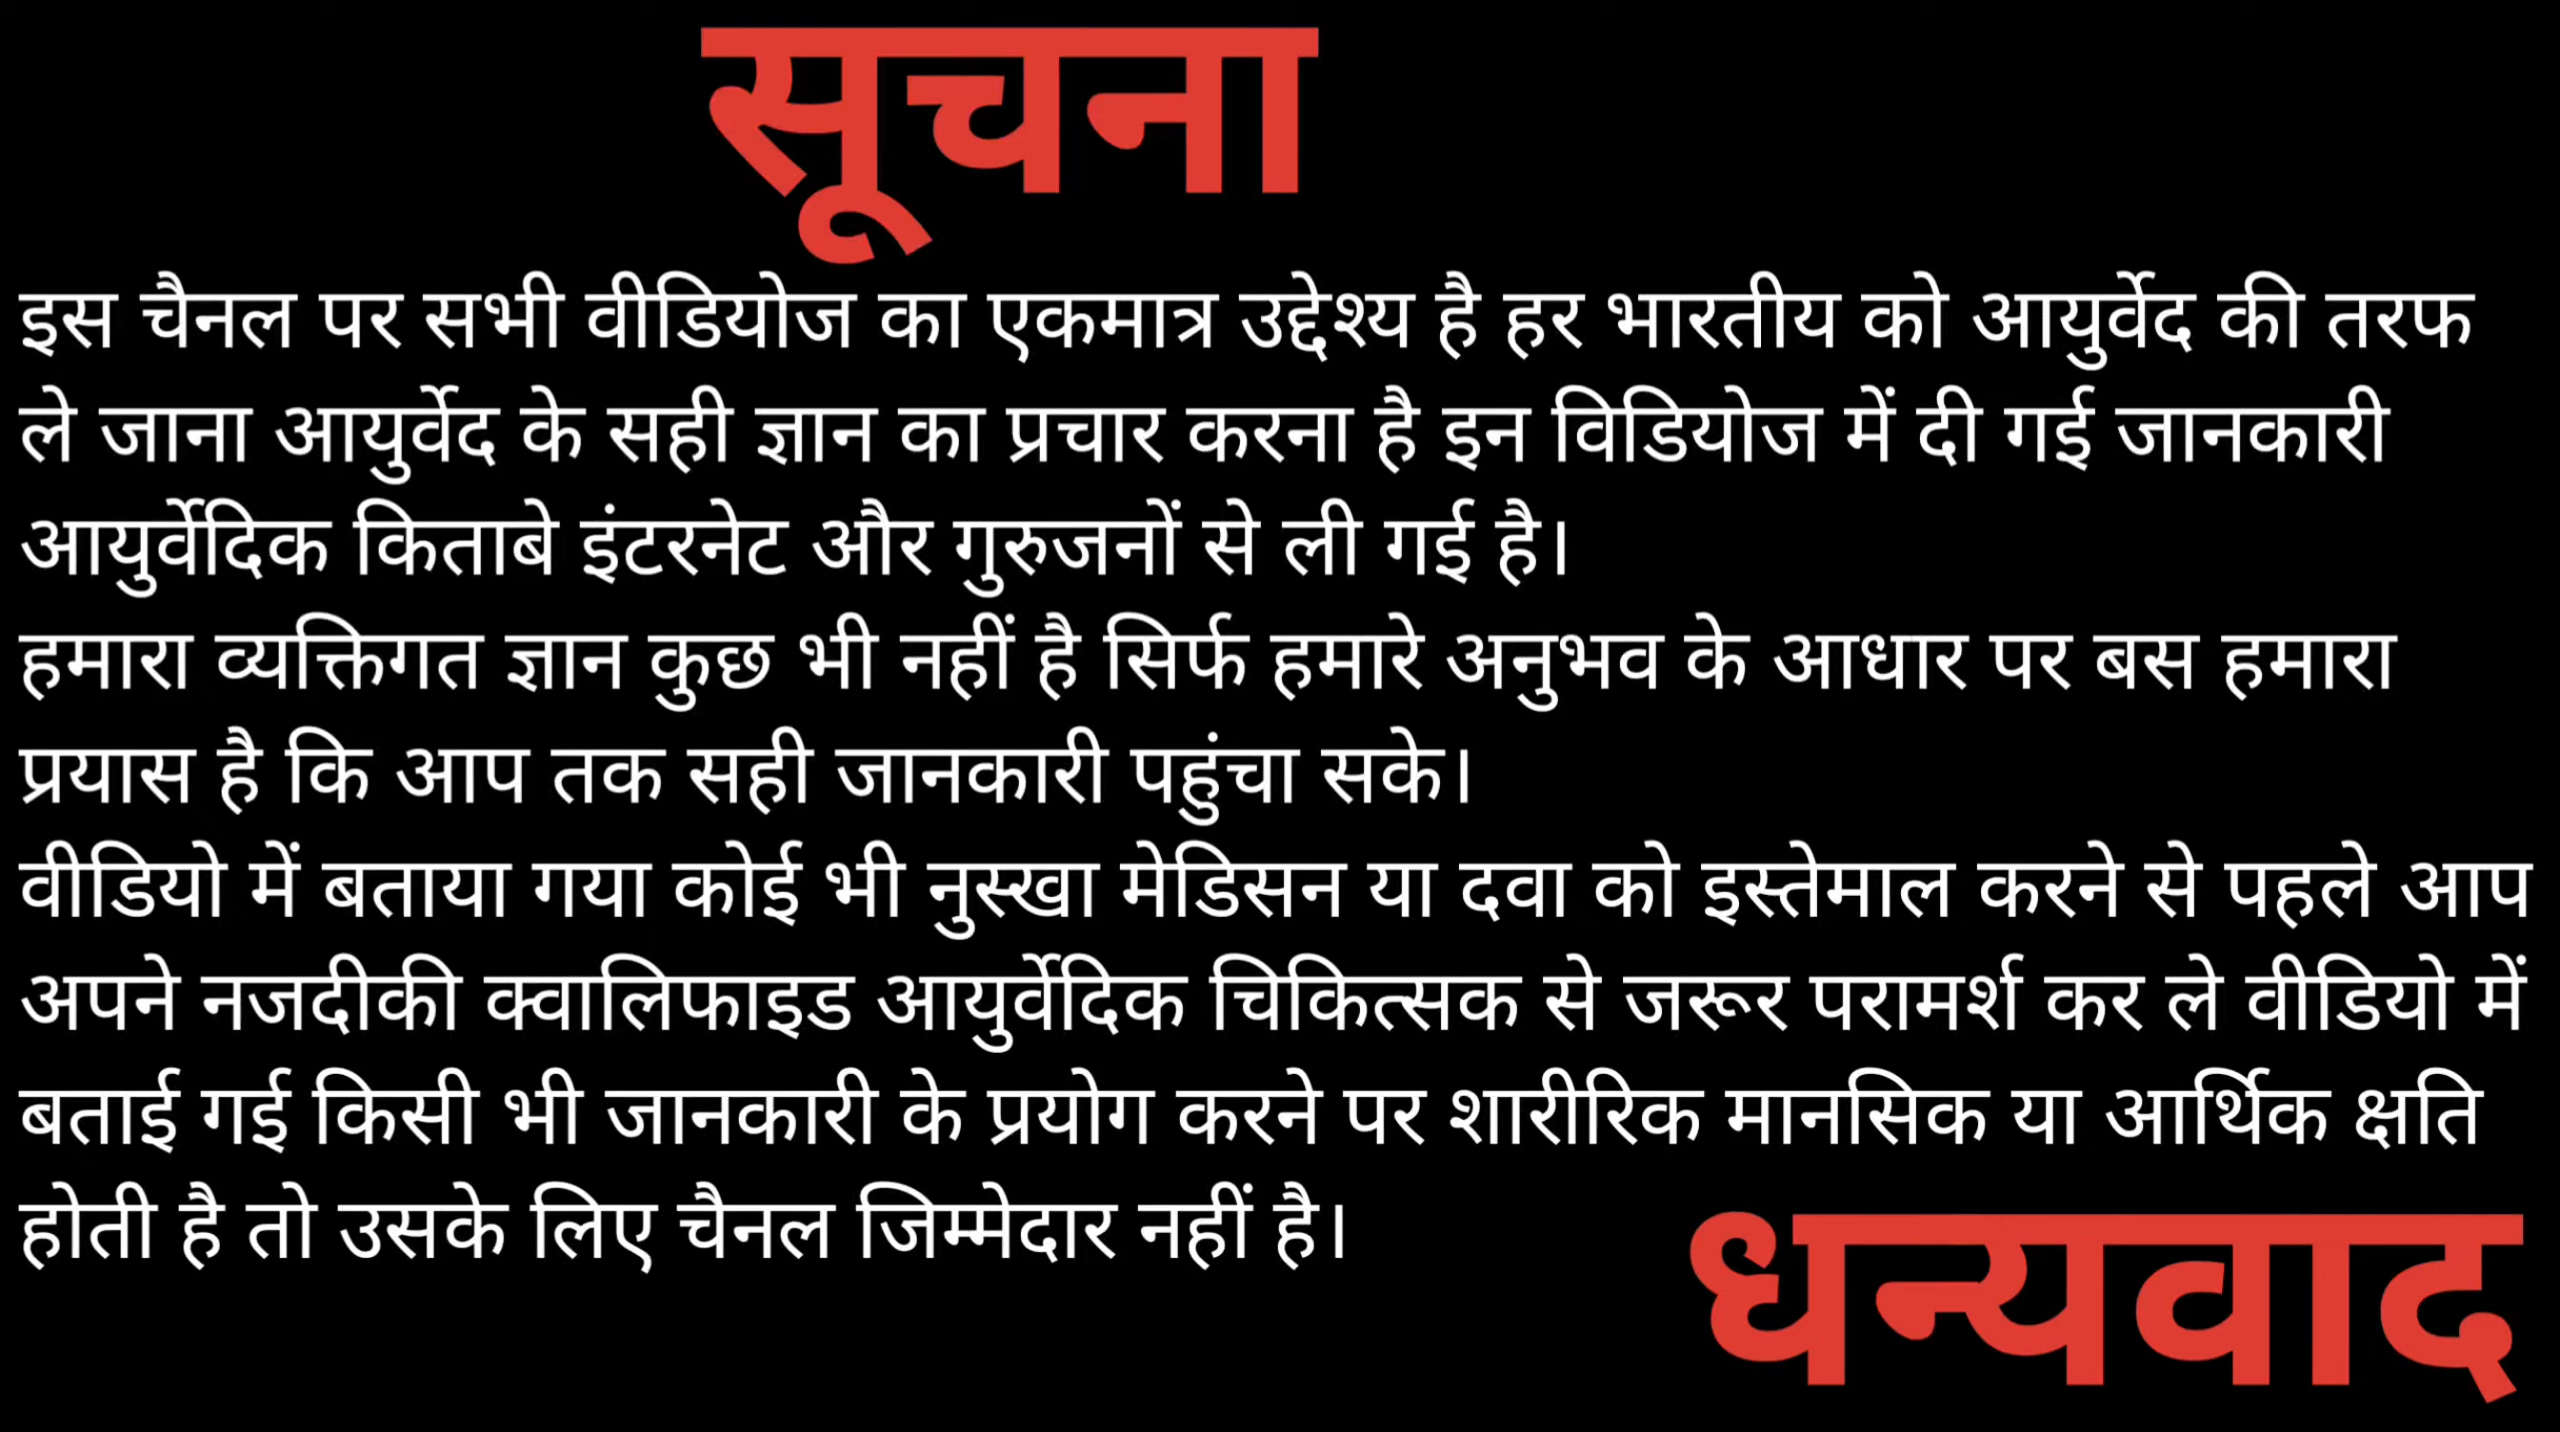 सूचना
इस चैनल पर सभी वीडियोज का एकमात्र उद्देश्य है हर भारतीय को आयुर्वेद की तरफ
ले जाना आयुर्वेद के सही ज्ञान का प्रचार करना है इन विडियोज में दी गई जानकारी
आयुर्वेदिक किताबे इंटरनेट और गुरुजनों से ली गई है।
हमारा व्यक्तिगत ज्ञान कुछ भी नहीं है सिर्फ हमारे अनुभव के आधार पर बस हमारा
प्रयास है कि आप तक सही जानकारी पहुंचा सके।
वीडियो में बताया गया कोई भी नुस्खा मेडिसन या दवा को इस्तेमाल करने से पहले आप
अपने नजदीकी क्वालिफाइड आयुर्वेदिक चिकित्सक से जरूर परामर्श कर ले वीडियो में
बताई गई किसी भी जानकारी के प्रयोग करने पर शारीरिक मानसिक या आर्थिक क्षति
होती है तो उसके लिए चैनल जिम्मेदार नहीं है।
धन्यवाद